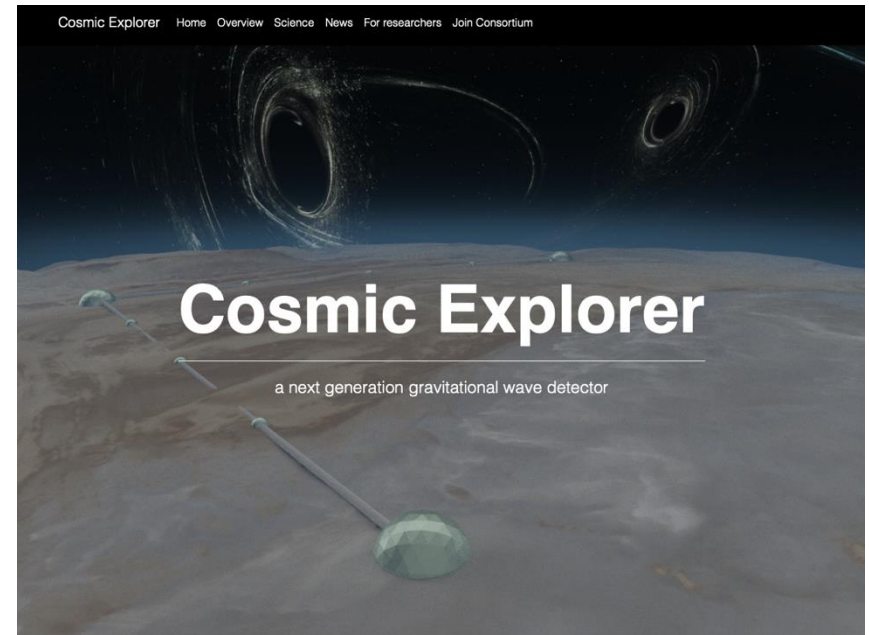 Cosmic Explorer Home Overview Science News For researchers Join Consortium
Cosmic Explorer
a next generation gravitational wave detector